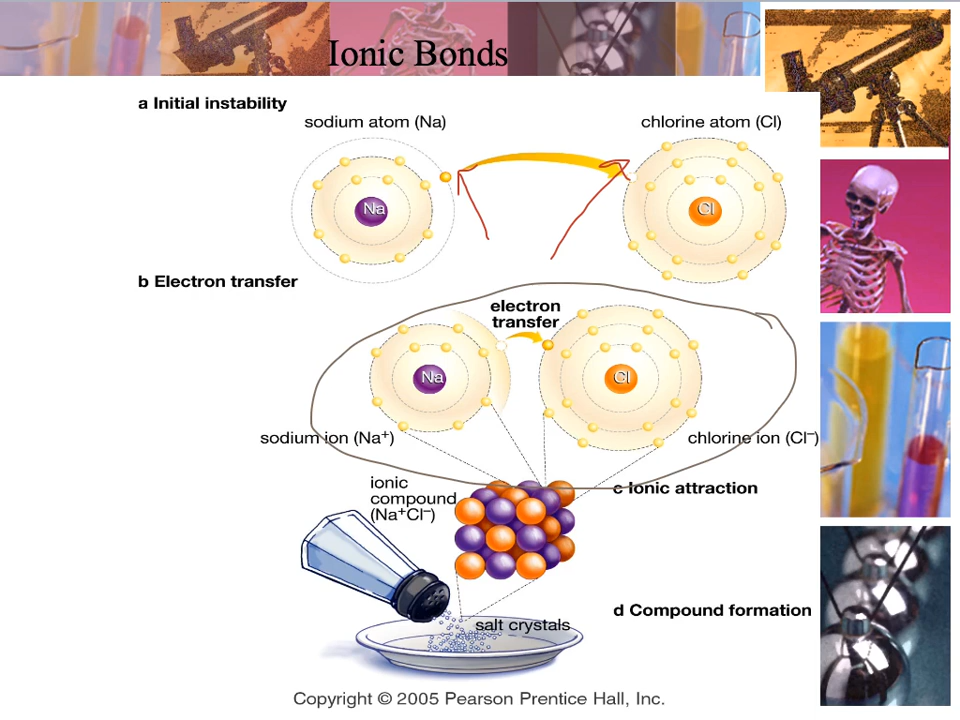 Ionic Bonds
a Initial instability
sodium atom (Na)
chlorine atom (Cl)
Na
Cl
b Electron transfer
electron
transfer
Na
Cl
sodium ion (Na⁺)
chlorine ion (Cl⁻)
ionic
compound
(Na⁺Cl⁻)
c Ionic attraction
d Compound formation
salt crystals
Copyright © 2005 Pearson Prentice Hall, Inc.